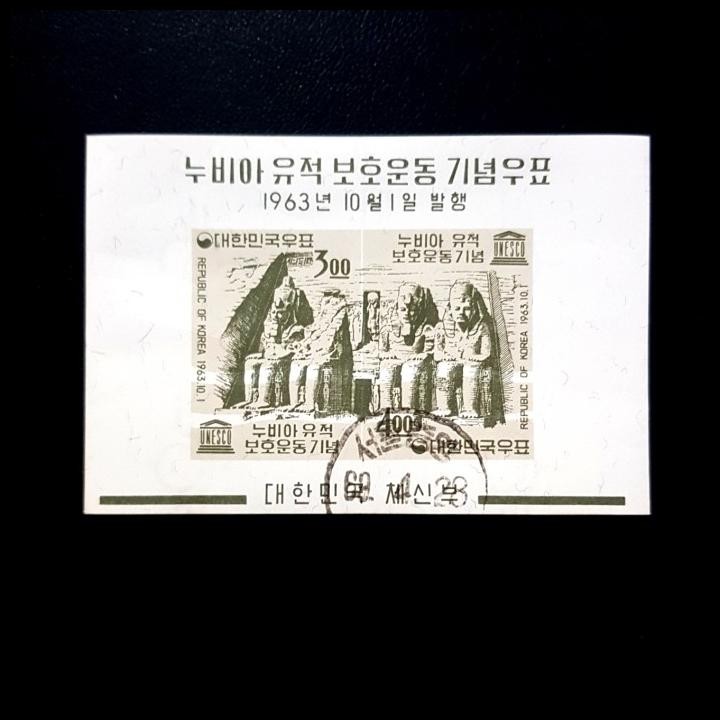 누비아 유적 보호운동 기념우표
1963년 10월 1일 발행
대한민국우표
3.00
REPUBLIC OF KOREA 1963.10.1
UNESCO
누비아 유적
보호운동기념
누비아 유적
보호운동기념
UNESCO
REPUBLIC OF KOREA 1963.10.1
4.00
대한민국우표
대한민국 체신부